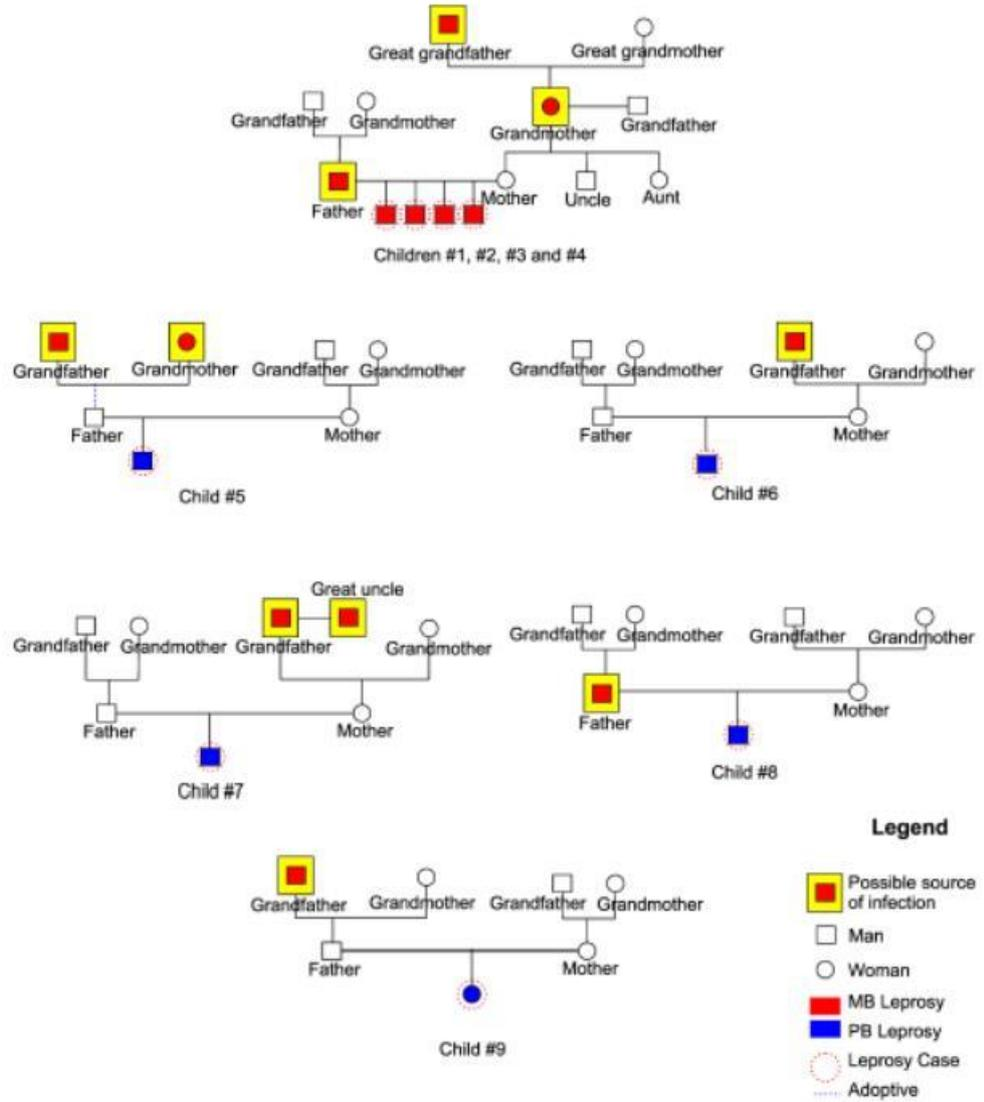 Great grandfather Great grandmother
Grandfather Grandmother Grandmother Grandfather
Father Mother Uncle Aunt
Children #1, #2, #3 and #4
Grandfather Grandmother Grandfather Grandmother
Father Mother
Child #5
Grandfather Grandmother Grandfather Grandmother
Father Mother
Child #6
Great uncle
Grandfather Grandmother Grandfather Grandmother
Father Mother
Child #7
Grandfather Grandmother Grandfather Grandmother
Father Mother
Child #8
Grandfather Grandmother Grandfather Grandmother
Father Mother
Child #9
Legend
Possible source
of infection
Man
Woman
MB Leprosy
PB Leprosy
Leprosy Case
Adoptive